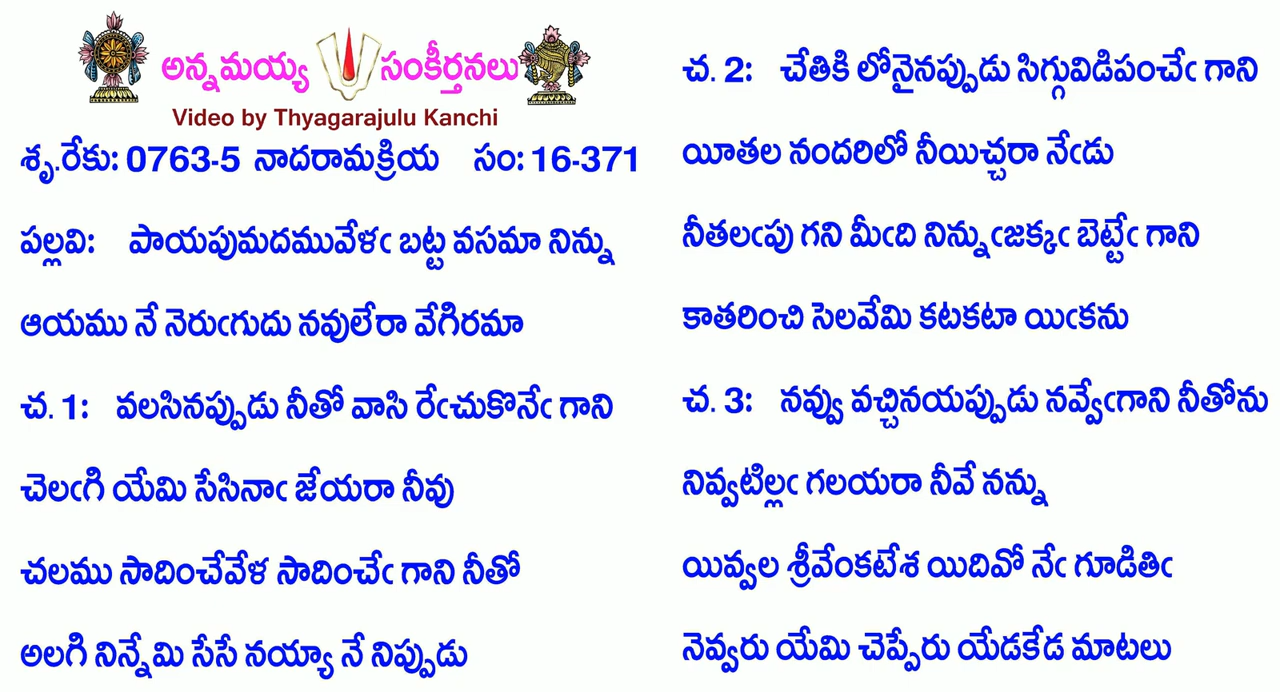 అన్నమయ్య సంకీర్తనలు
Video by Thyagarajulu Kanchi
శృ.రేకు: 0763-5 నాదరామక్రియ సం: 16-371
పల్లవి: పాయపుమదమువేళఁ బట్ట వసమా నిన్ను
ఆయము నే నెరుఁగుదు నవులేరా వేగిరమా
చ. 1: వలసినప్పుడు నీతో వాసి రేఁచుకొనేఁ గాని
చెలఁగి యేమి సేసినాఁ జేయరా నీవు
చలము సాదించేవేళ సాదించేఁ గాని నీతో
అలగి నిన్నేమి సేసే నయ్యా నే నిప్పుడు
చ. 2: చేతికి లోనైనప్పుడు సిగ్గువిడిపంచేఁ గాని
యీతల నందరిలో నీయిచ్చరా నేఁడు
నీతలఁపు గని మీఁది నిన్నుఁజక్కఁ బెట్టేఁ గాని
కాతరించి సెలవేమి కటకటా యిఁకను
చ. 3: నవ్వు వచ్చినయప్పుడు నవ్వేఁగాని నీతోను
నివ్వటిల్లఁ గలయరా నీవే నన్ను
యివ్వల శ్రీవేంకటేశ యిదివో నేఁ గూడితిఁ
నెవ్వరు యేమి చెప్పేరు యేడకేడ మాటలు